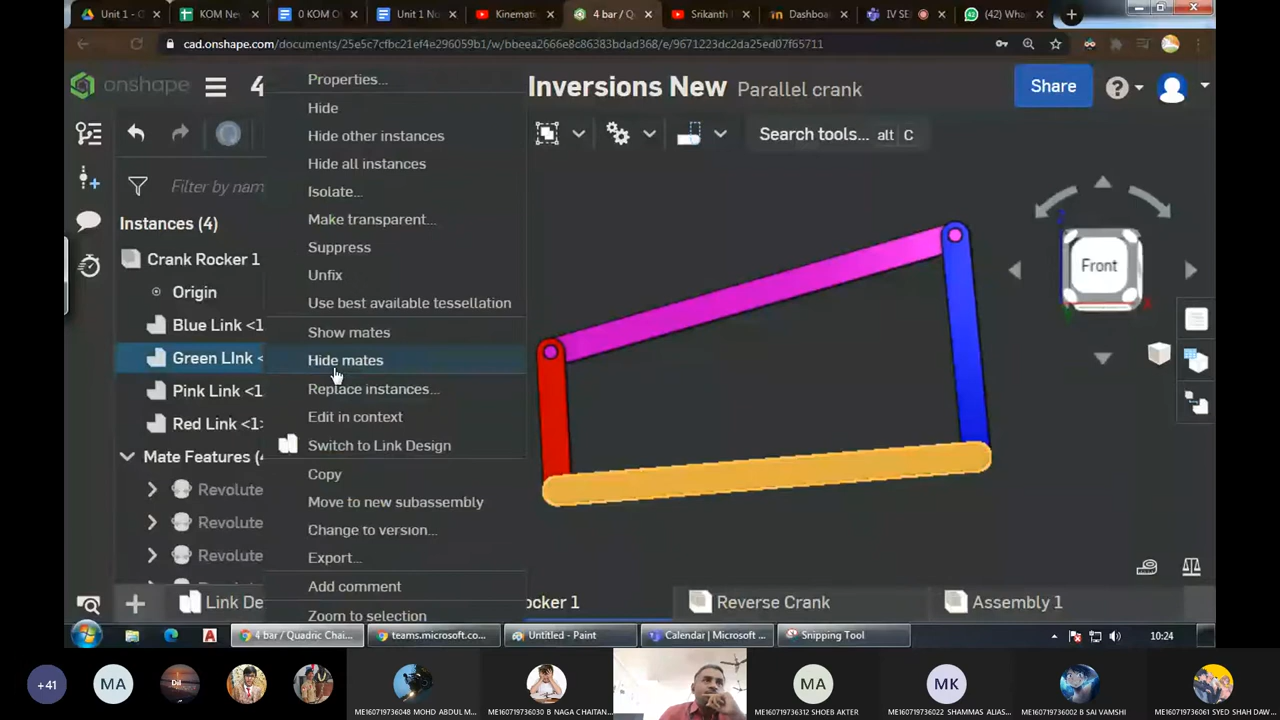 Unit 1 - G
KOM Ne
0 KOM C
Unit 1 No
Kinematic
4 bar / Qu
Srikanth
Dashboar
IV SE
(42) Wha
cad.onshape.com/documents/25e5c7cfbc21ef4e296059b1/w/bbeea2666e8c86383bdad368/e/9671223dc2da25ed07f65711
onshape
4
Inversions New Parallel crank
Share
Search tools... alt C
Filter by nam
Instances (4)
Crank Rocker 1
Origin
Blue Link <1
Green LInk <
Pink Link <1
Red Link <1>
Mate Features (4
Revolute
Revolute
Revolute
Properties...
Hide
Hide other instances
Hide all instances
Isolate...
Make transparent...
Suppress
Unfix
Use best available tessellation
Show mates
Hide mates
Replace instances...
Edit in context
Switch to Link Design
Copy
Move to new subassembly
Change to version...
Export...
Add comment
Zoom to selection
Z
Front
Link De
ocker 1
Reverse Crank
Assembly 1
4 bar / Quadric Chai...
teams.microsoft.co...
Untitled - Paint
Calendar | Microsoft ...
Snipping Tool
10:24
+41
MA
Dil
MA
MK
ME160719736048 MOHD ABDUL M...
ME160719736030 B NAGA CHAITAN...
ME160719736312 SHOEB AKTER
ME160719736022 SHAMMAS ALIAS...
ME160719736002 B SAI VAMSHI
ME160719736061 SYED SHAH DAW...